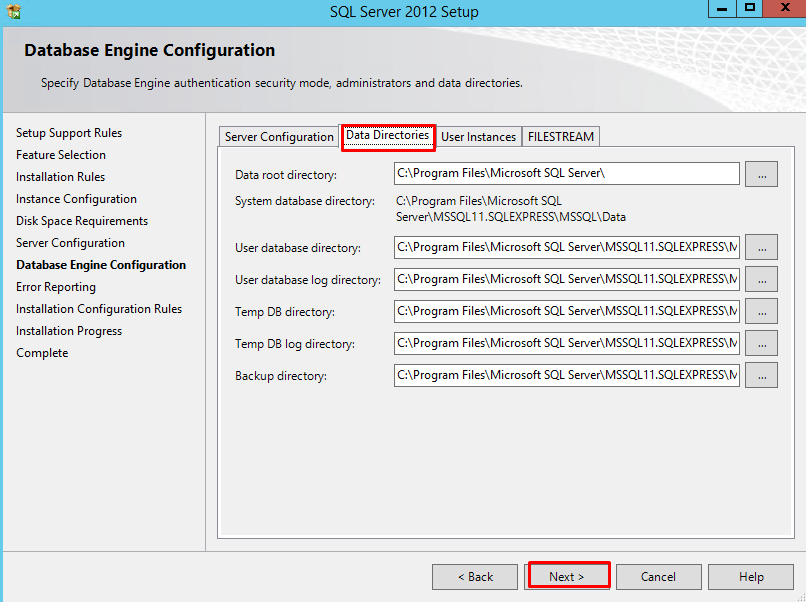 SQL Server 2012 Setup
Database Engine Configuration
Specify Database Engine authentication security mode, administrators and data directories.
Setup Support Rules
Feature Selection
Installation Rules
Instance Configuration
Disk Space Requirements
Server Configuration
Database Engine Configuration
Error Reporting
Installation Configuration Rules
Installation Progress
Complete
Server Configuration Data Directories User Instances FILESTREAM
Data root directory: C:\Program Files\Microsoft SQL Server\ ...
System database directory: C:\Program Files\Microsoft SQL
Server\MSSQL11.SQLEXPRESS\MSSQL\Data
User database directory: C:\Program Files\Microsoft SQL Server\MSSQL11.SQLEXPRESS\M ...
User database log directory: C:\Program Files\Microsoft SQL Server\MSSQL11.SQLEXPRESS\M ...
Temp DB directory: C:\Program Files\Microsoft SQL Server\MSSQL11.SQLEXPRESS\M ...
Temp DB log directory: C:\Program Files\Microsoft SQL Server\MSSQL11.SQLEXPRESS\M ...
Backup directory: C:\Program Files\Microsoft SQL Server\MSSQL11.SQLEXPRESS\M ...
< Back Next > Cancel Help